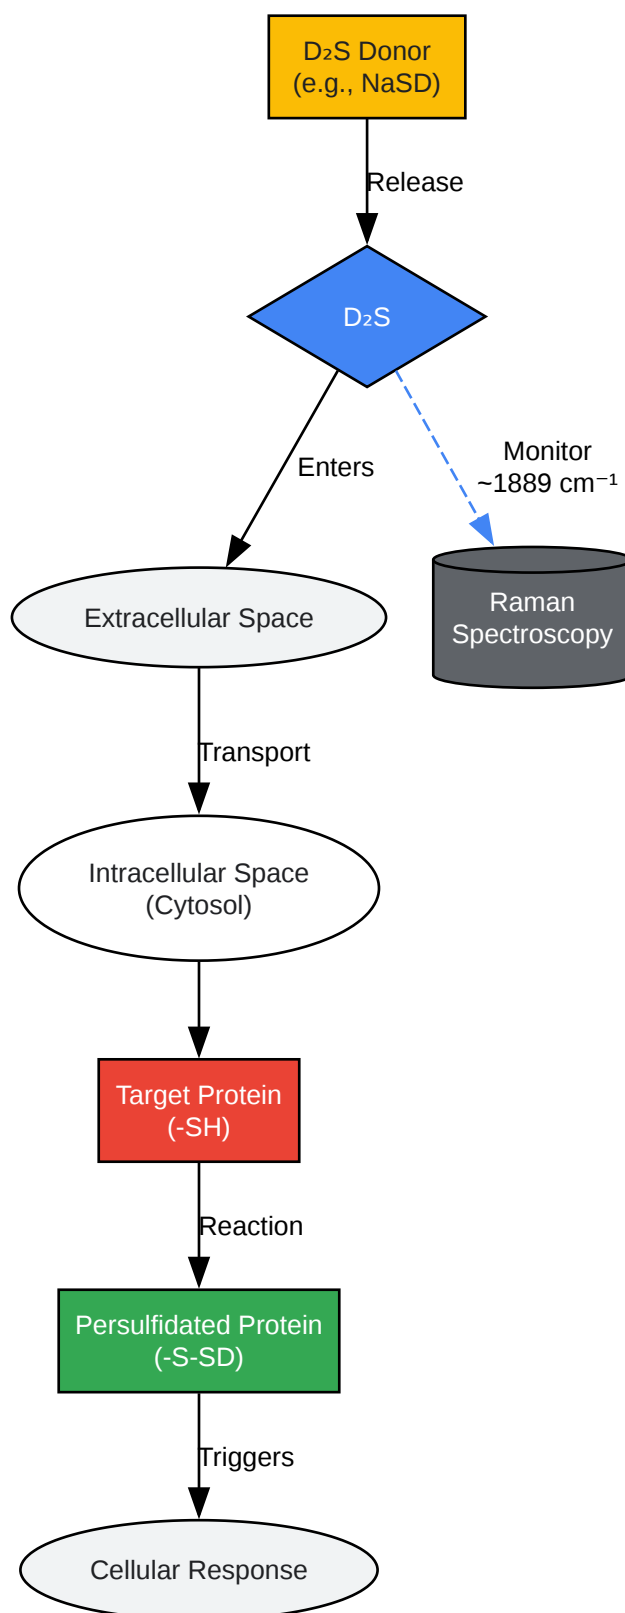 D₂S Donor
(e.g., NaSD)
Release
D₂S
Enters
Monitor
~1889 cm⁻¹
Extracellular Space
Raman
Spectroscopy
Transport
Intracellular Space
(Cytosol)
Target Protein
(-SH)
Reaction
Persulfidated Protein
(-S-SD)
Triggers
Cellular Response